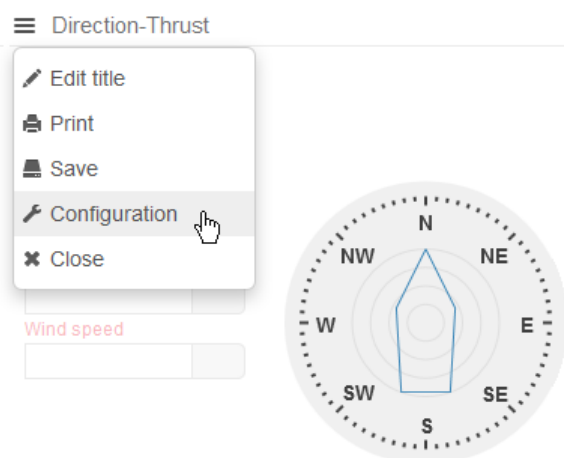 Direction-Thrust
Edit title
Print
Save
Configuration
Close
Wind speed
N
NW
NE
W
E
SW
SE
S